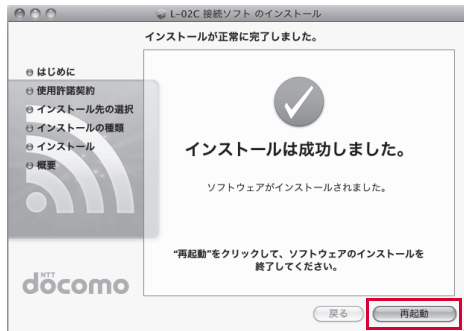 L-02C 接続ソフト のインストール
インストールが正常に完了しました。
はじめに
使用許諾契約
インストール先の選択
インストールの種類
インストール
概要
インストールは成功しました。
ソフトウェアがインストールされました。
“再起動”をクリックして、ソフトウェアのインストールを
終了してください。
NTT
döcomo
戻る
再起動